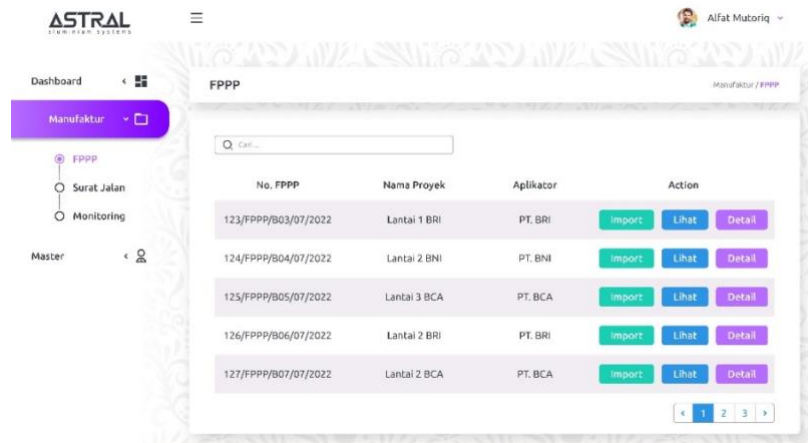 ASTRAL
aluminium systems
Alfat Mutoriq
Dashboard
Manufaktur
FPPP
Surat Jalan
Monitoring
Master
FPPP
Manufaktur / FPPP
Cari...
No. FPPP Nama Proyek Aplikator Action
123/FPPP/B03/07/2022 Lantai 1 BRI PT. BRI Import Lihat Detail
124/FPPP/B04/07/2022 Lantai 2 BNI PT. BNI Import Lihat Detail
125/FPPP/B05/07/2022 Lantai 3 BCA PT. BCA Import Lihat Detail
126/FPPP/B06/07/2022 Lantai 2 BRI PT. BRI Import Lihat Detail
127/FPPP/B07/07/2022 Lantai 2 BCA PT. BCA Import Lihat Detail
< 1 2 3 >